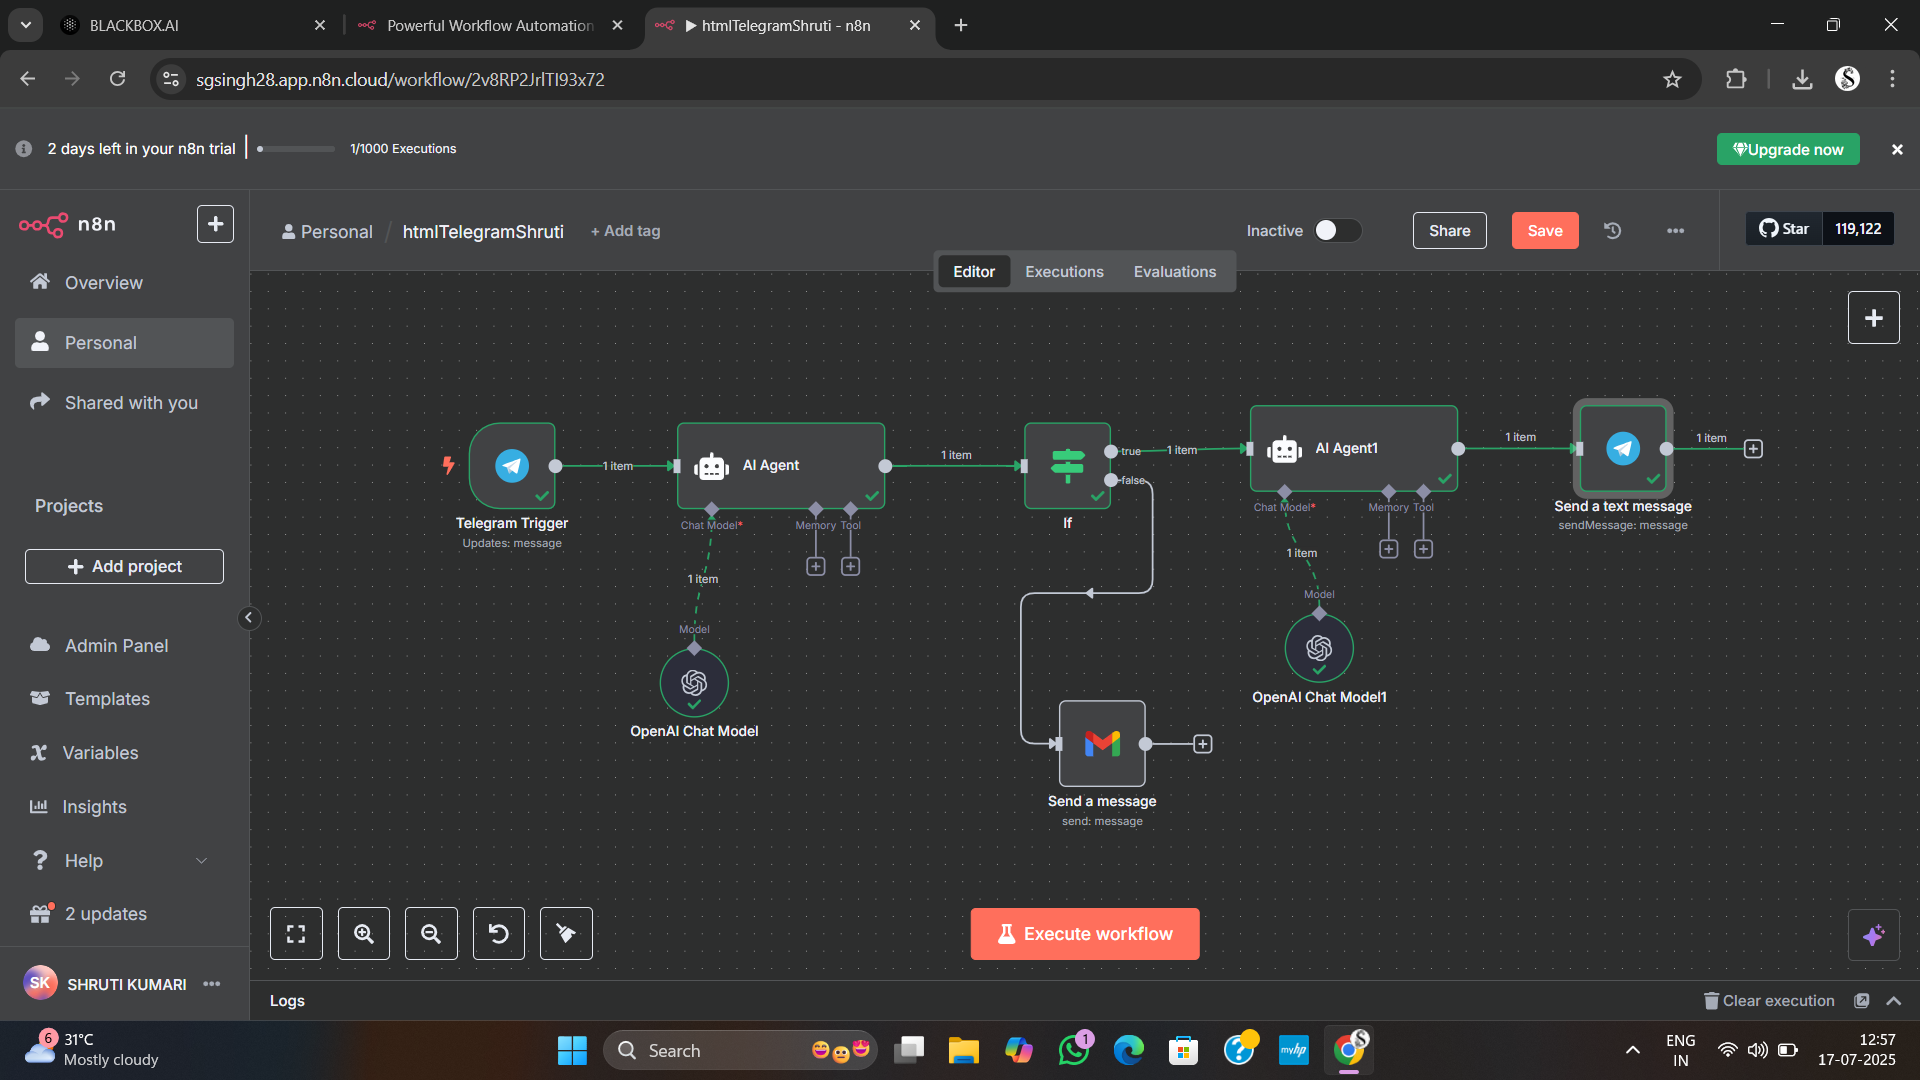 BLACKBOX.AI
Powerful Workflow Automation
htmlTelegramShruti - n8n
sgsingh28.app.n8n.cloud/workflow/2v8RP2JrlTI93x72
2 days left in your n8n trial
1/1000 Executions
Upgrade now
n8n
Personal / htmlTelegramShruti
+ Add tag
Inactive
Share
Save
Star
119,122
Editor
Executions
Evaluations
Overview
Personal
Shared with you
Projects
Add project
Admin Panel
Templates
Variables
Insights
Help
2 updates
SK
SHRUTI KUMARI
Telegram Trigger
Updates: message
1 item
AI Agent
Chat Model*
Memory
Tool
1 item
Model
OpenAI Chat Model
1 item
If
true
false
1 item
AI Agent1
Chat Model*
Memory
Tool
1 item
Model
OpenAI Chat Model1
1 item
Send a text message
sendMessage: message
1 item
Send a message
send: message
Execute workflow
Logs
Clear execution
6
31°C
Mostly cloudy
Search
1
myhp
ENG
IN
12:57
17-07-2025